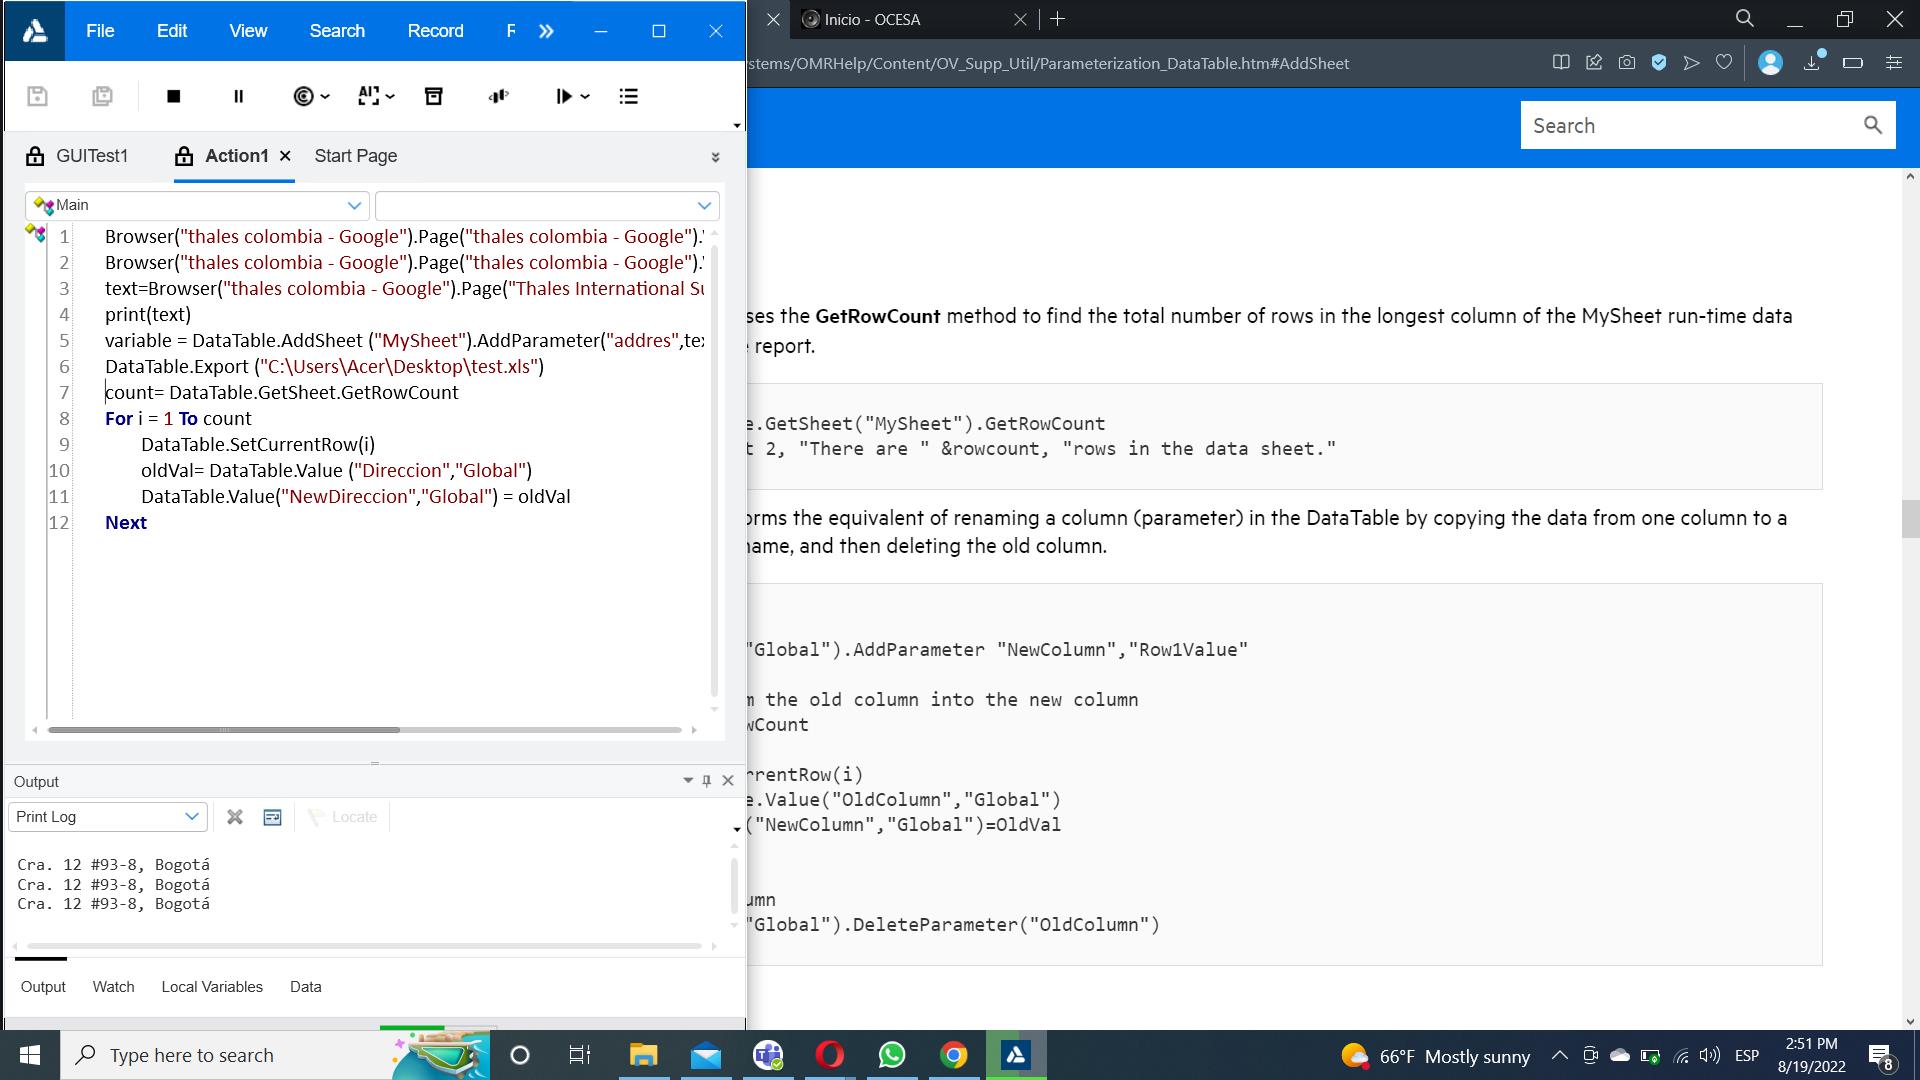 File Edit View Search Record
Inicio - OCESA
stems/OMRHelp/Content/OV_Supp_Util/Parameterization_DataTable.htm#AddSheet
Search
GUITest1 Action1 Start Page
Main
1 Browser("thales colombia - Google").Page("thales colombia - Google").
2 Browser("thales colombia - Google").Page("thales colombia - Google").
3 text=Browser("thales colombia - Google").Page("Thales International Su
4 print(text)
5 variable = DataTable.AddSheet ("MySheet").AddParameter("addres",tex
6 DataTable.Export ("C:\Users\Acer\Desktop\test.xls")
7 count= DataTable.GetSheet.GetRowCount
8 For i = 1 To count
9 DataTable.SetCurrentRow(i)
10 oldVal= DataTable.Value ("Direccion","Global")
11 DataTable.Value("NewDireccion","Global") = oldVal
12 Next
ses the GetRowCount method to find the total number of rows in the longest column of the MySheet run-time data
report.
e.GetSheet("MySheet").GetRowCount
t 2, "There are " &rowcount, "rows in the data sheet."
orms the equivalent of renaming a column (parameter) in the DataTable by copying the data from one column to a
name, and then deleting the old column.
"Global").AddParameter "NewColumn","Row1Value"
m the old column into the new column
wCount
rrentRow(i)
e.Value("OldColumn","Global")
("NewColumn","Global")=OldVal
umn
"Global").DeleteParameter("OldColumn")
Output
Print Log Locate
Cra. 12 #93-8, Bogotá
Cra. 12 #93-8, Bogotá
Cra. 12 #93-8, Bogotá
Output Watch Local Variables Data
Type here to search
66°F Mostly sunny
ESP
2:51 PM
8/19/2022
8